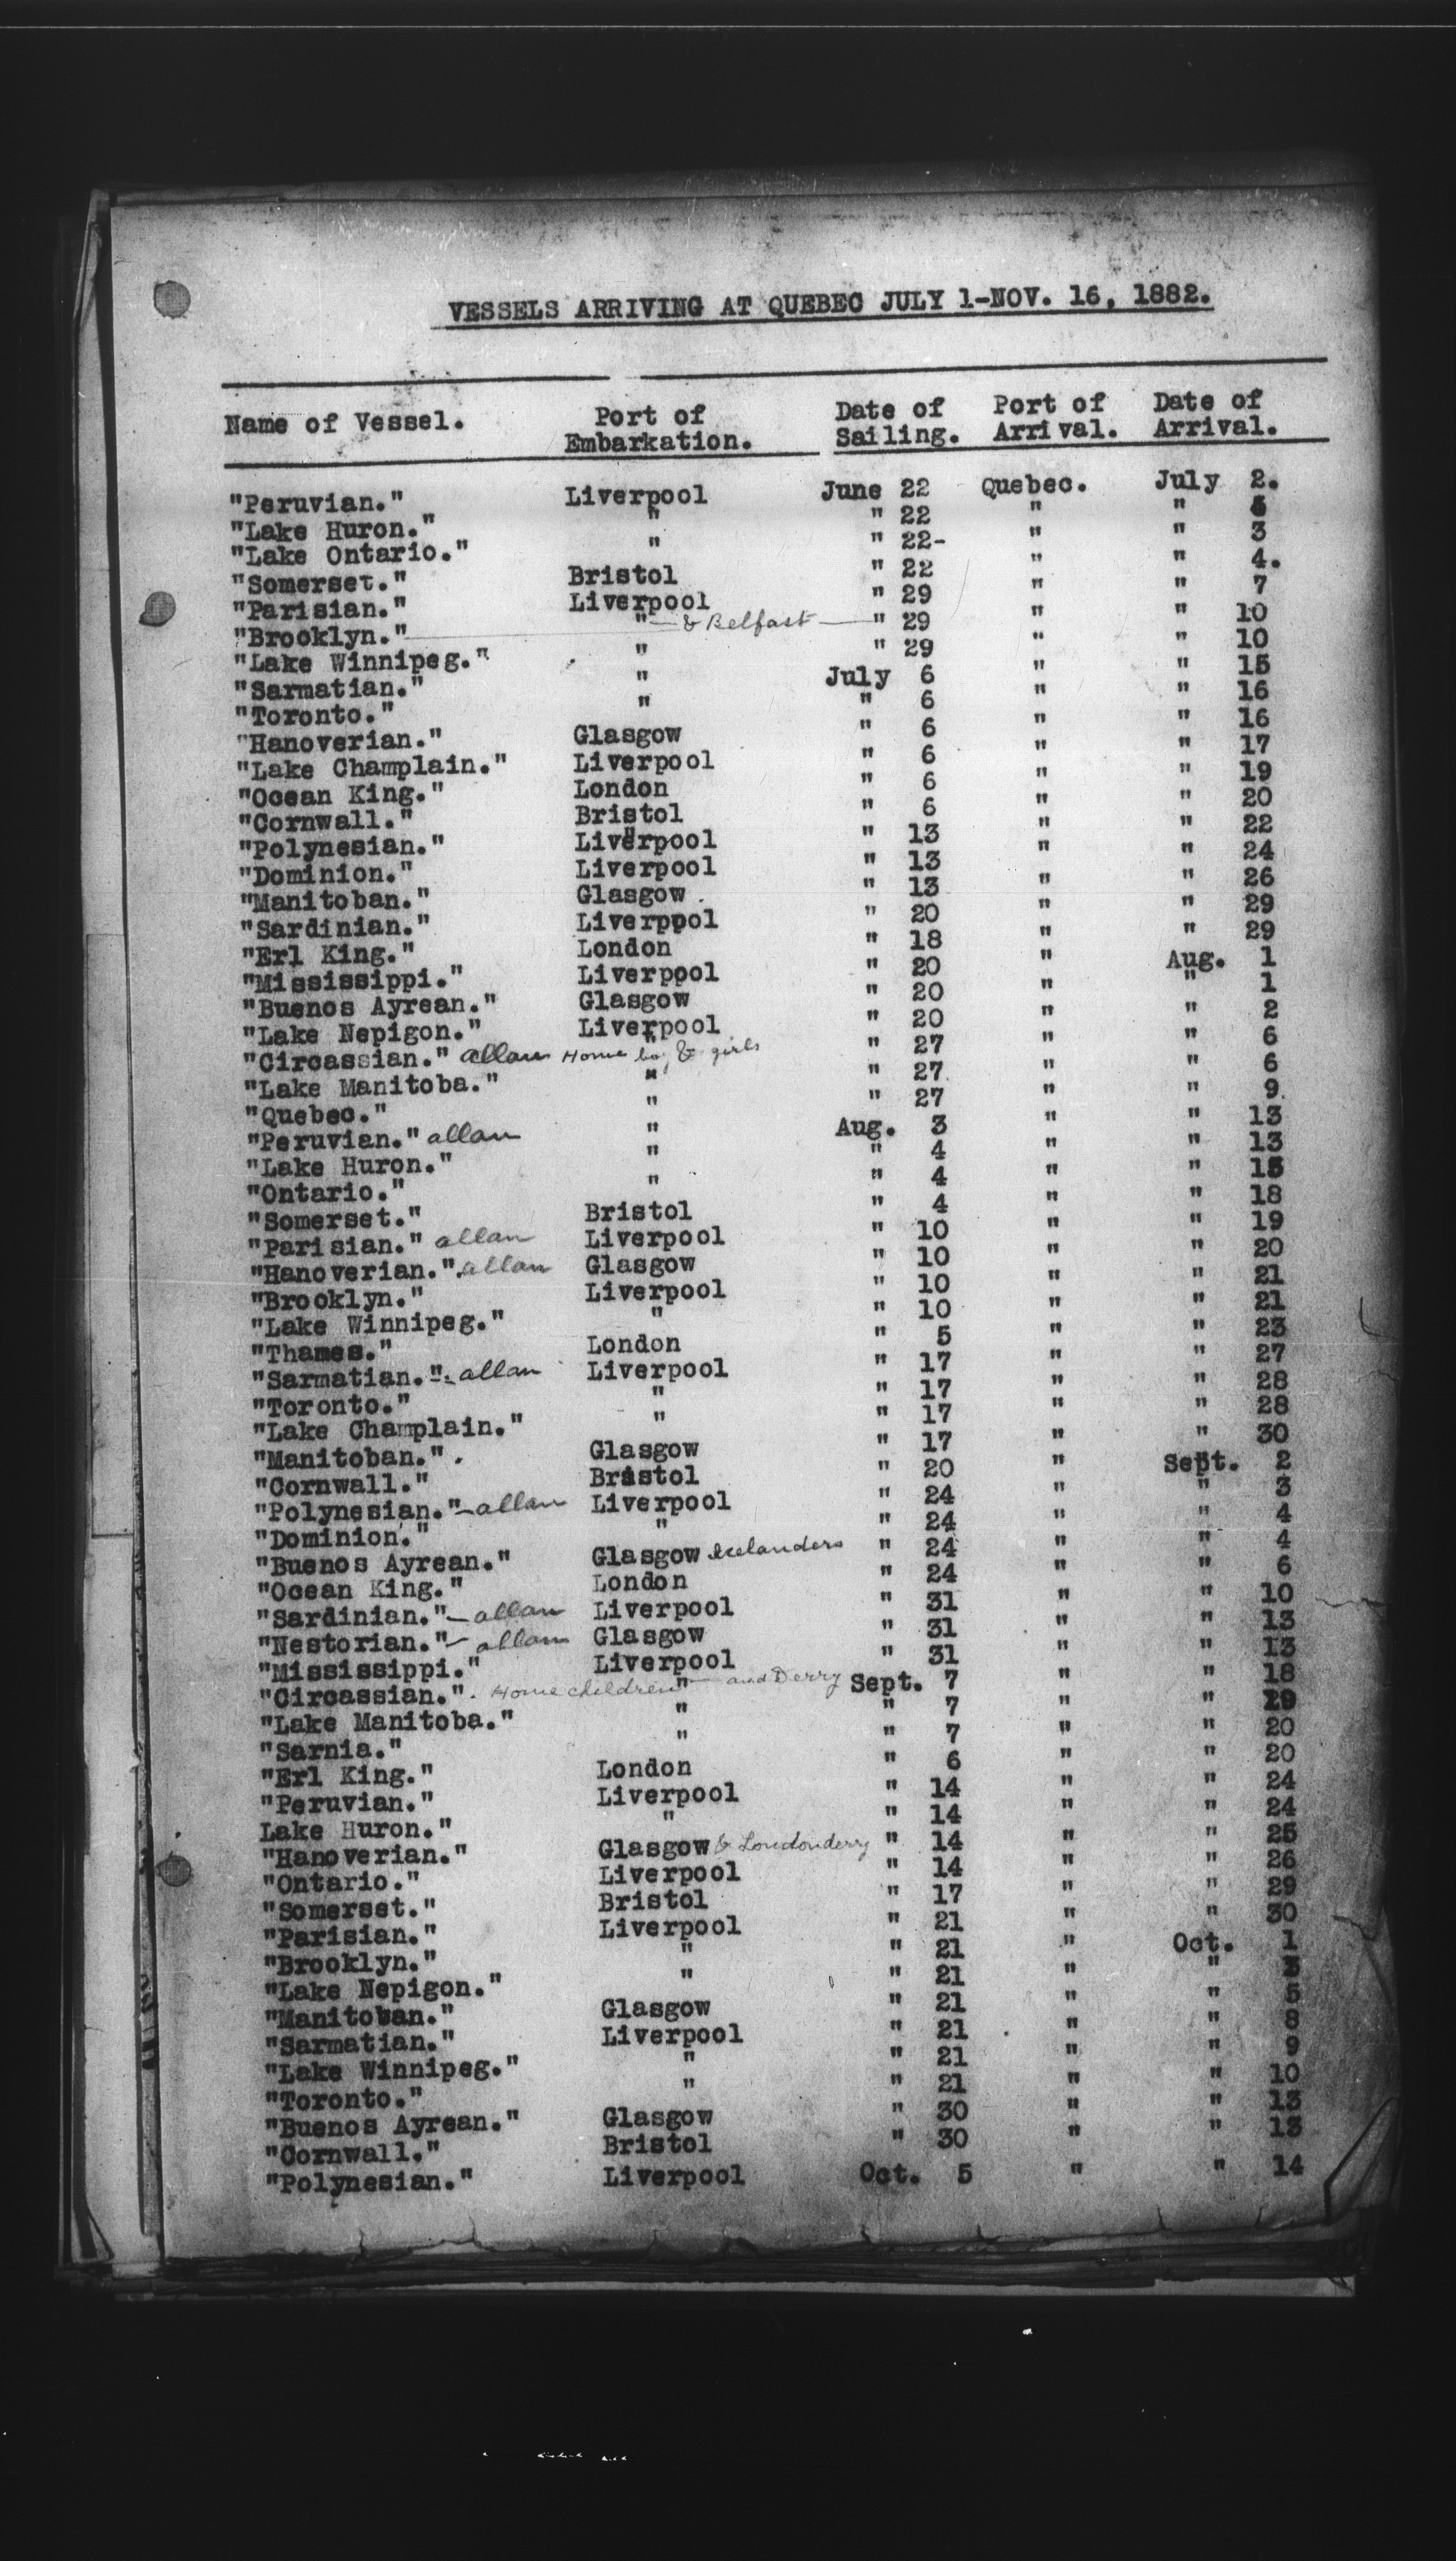 VESSELS ARRIVING AT QUEBEC JULY 1-NOV. 16, 1882.
Name of Vessel. Port of Embarkation. Date of Sailing. Port of Arrival. Date of Arrival.
"Peruvian." Liverpool June 22 Quebec. July 2.
"Lake Huron." " " 22 " "
"Lake Ontario." " " 22- " " 3
"Somerset." Bristol " 22 " " 4.
"Parisian." Liverpool " 29 " " 7
"Brooklyn." " & Belfast " 29 " " 10
"Lake Winnipeg." " " 29 " " 10
"Sarmatian." " July 6 " " 15
"Toronto." " " 6 " " 16
"Hanoverian." Glasgow " 6 " " 16
"Lake Champlain." Liverpool " 6 " " 17
"Ocean King." London " 6 " " 19
"Cornwall." Bristol " 6 " " 20
"Polynesian." Liverpool " 13 " " 22
"Dominion." Liverpool " 13 " " 24
"Manitoban." Glasgow. " 13 " " 26
"Sardinian." Liverppol " 20 " " 29
"Erl King." London " 18 " " 29
"Mississippi." Liverpool " 20 " Aug. 1
"Buenos Ayrean." Glasgow " 20 " " 1
"Lake Nepigon." Liverpool " 20 " " 2
"Circassian." allan Home boy & girls " " 27 " " 6
"Lake Manitoba." " " 27 " " 6
"Quebec." " " 27 " " 9.
"Peruvian." allan " Aug. 3 " " 13
"Lake Huron." " " 4 " " 13
"Ontario." " " 4 " " 15
"Somerset." Bristol " 4 " " 18
"Parisian." allan Liverpool " 10 " " 19
"Hanoverian." allan Glasgow " 10 " " 20
"Brooklyn." Liverpool " 10 " " 21
"Lake Winnipeg." " " 10 " " 21
"Thames." London " 5 " " 23
"Sarmatian." allan Liverpool " 17 " " 27
"Toronto." " " 17 " " 28
"Lake Champlain." " " 17 " " 28
"Manitoban.". Glasgow " 17 " " 30
"Cornwall." Bristol " 20 " Sept. 2
"Polynesian."-allan Liverpool " 24 " " 3
"Dominion." " " 24 " " 4
"Buenos Ayrean." Glasgow Icelanders " 24 " " 4
"Ocean King." London " 24 " " 6
"Sardinian."-allan Liverpool " 31 " " 10
"Nestorian."-allan Glasgow " 31 " " 13
"Mississippi." Liverpool " 31 " " 13
"Circassian.". Home children " and Derry Sept. 7 " " 18
"Lake Manitoba." " " 7 " " 19
"Sarnia." " " 7 " " 20
"Erl King." London " 6 " " 20
"Peruvian." Liverpool " 14 " " 24
Lake Huron." " " 14 " " 24
"Hanoverian." Glasgow & Londonderry " 14 " " 25
"Ontario." Liverpool " 14 " " 26
"Somerset." Bristol " 17 " " 29
"Parisian." Liverpool " 21 " " 30
"Brooklyn." " " 21 " Oct. 1
"Lake Nepigon." " " 21 " " 3
"Manitoban." Glasgow " 21 " " 5
"Sarmatian." Liverpool " 21 " " 8
"Lake Winnipeg." " " 21 " " 9
"Toronto." " " 21 " " 10
"Buenos Ayrean." Glasgow " 30 " " 13
"Cornwall." Bristol " 30 " " 13
"Polynesian." Liverpool Oct. 5 " " 14